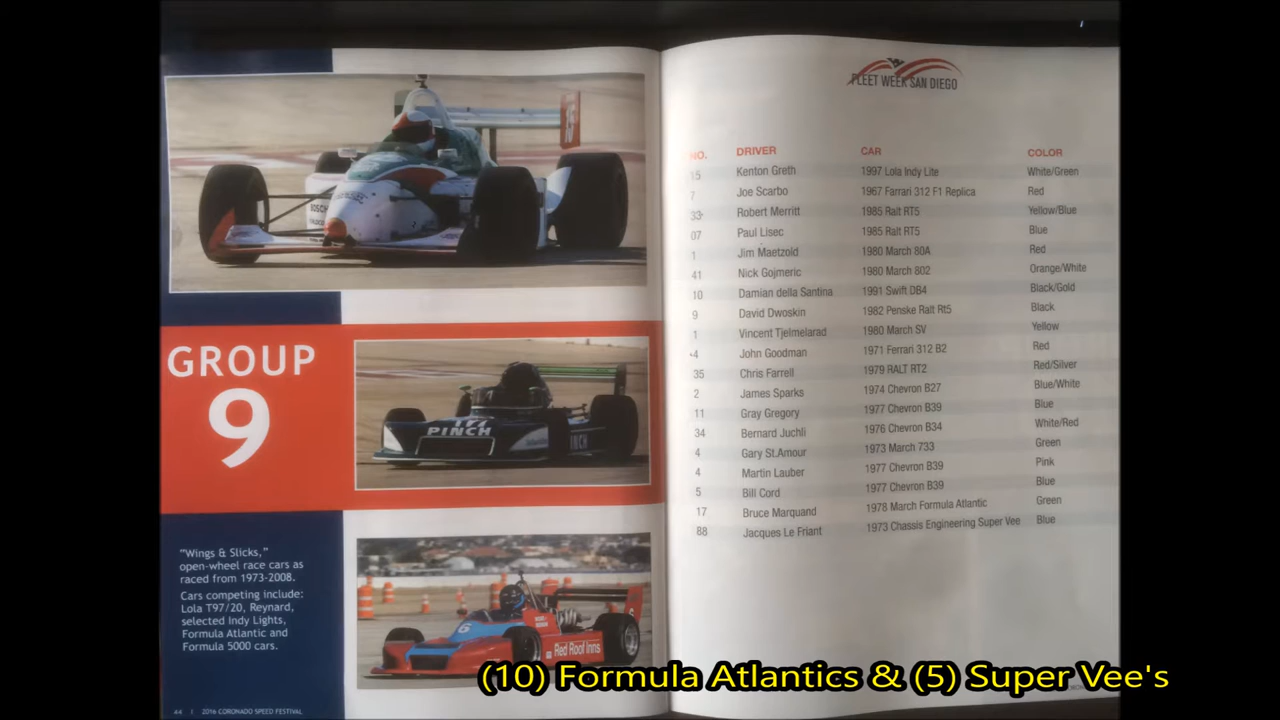 15
BOSCH
GROUP
9
PINCH
"Wings & Slicks,"
open-wheel race cars as
raced from 1973-2008.
Cars competing include:
Lola T97/20, Reynard,
selected Indy Lights,
Formula Atlantic and
Formula 5000 cars.
6
Red Roof Inns
44 | 2016 CORONADO SPEED FESTIVAL
FLEET WEEK SAN DIEGO
NO. DRIVER CAR COLOR
15 Kenton Greth 1997 Lola Indy Lite White/Green
7 Joe Scarbo 1967 Farrari 312 F1 Replica Red
33 Robert Merritt 1985 Ralt RT5 Yellow/Blue
07 Paul Lisec 1985 Ralt RT5 Blue
1 Jim Maetzold 1980 March 80A Red
41 Nick Gojmeric 1980 March 802 Orange/White
10 Damian della Santina 1991 Swift DB4 Black/Gold
9 David Dwoskin 1982 Penske Ralt Rt5 Black
1 Vincent Tjelmelarad 1980 March SV Yellow
4 John Goodman 1971 Ferrari 312 B2 Red
35 Chris Farrell 1979 RALT RT2 Red/Silver
2 James Sparks 1974 Chevron B27 Blue/White
11 Gray Gregory 1977 Chevron B39 Blue
34 Bernard Juchli 1976 Chevron B34 White/Red
4 Gary St.Amour 1973 March 733 Green
4 Martin Lauber 1977 Chevron B39 Pink
5 Bill Cord 1977 Chevron B39 Blue
17 Bruce Marquand 1978 March Formula Atlantic Green
88 Jacques Le Friant 1973 Chassis Engineering Super Vee Blue
(10) Formula Atlantics & (5) Super Vee's